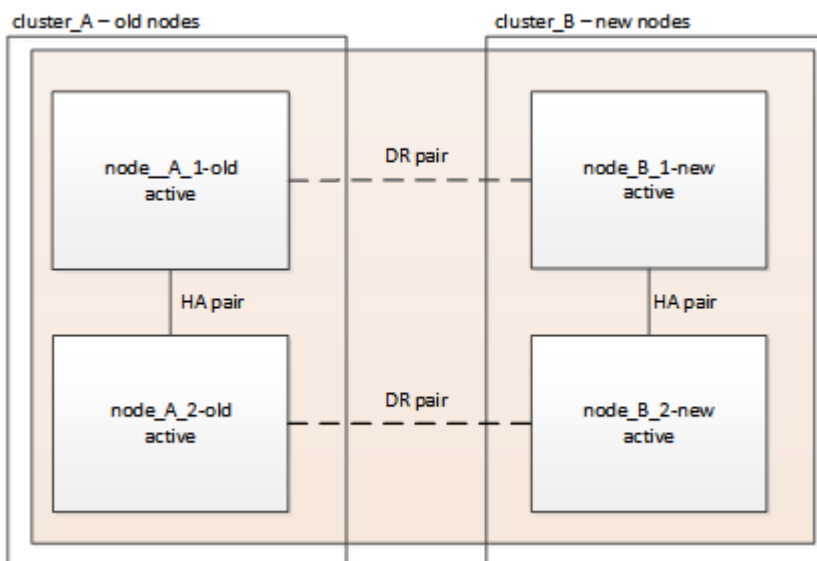 cluster_A – old nodes
cluster_B – new nodes
node__A_1-old
active
DR pair
node_B_1-new
active
HA pair
HA pair
node_A_2-old
active
DR pair
node_B_2-new
active